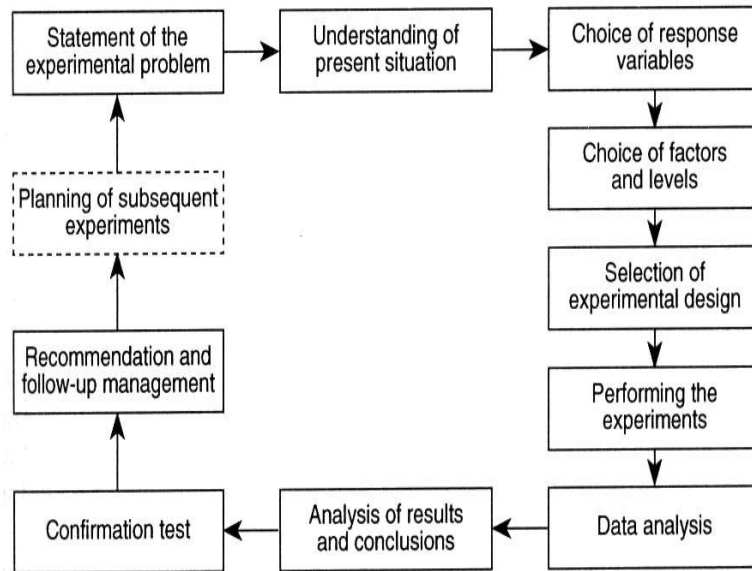 Statement of the
experimental problem
Understanding of
present situation
Choice of response
variables
Choice of factors
and levels
Selection of
experimental design
Performing the
experiments
Data analysis
Analysis of results
and conclusions
Confirmation test
Recommendation and
follow-up management
Planning of subsequent
experiments